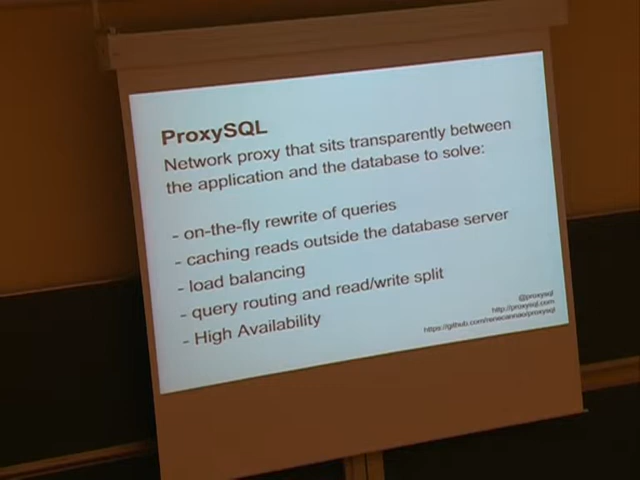 ProxySQL
Network proxy that sits transparently between
the application and the database to solve:
- on-the-fly rewrite of queries
- caching reads outside the database server
- load balancing
- query routing and read/write split
- High Availability
@proxysql
http://proxysql.com
https://github.com/renecannao/proxysql